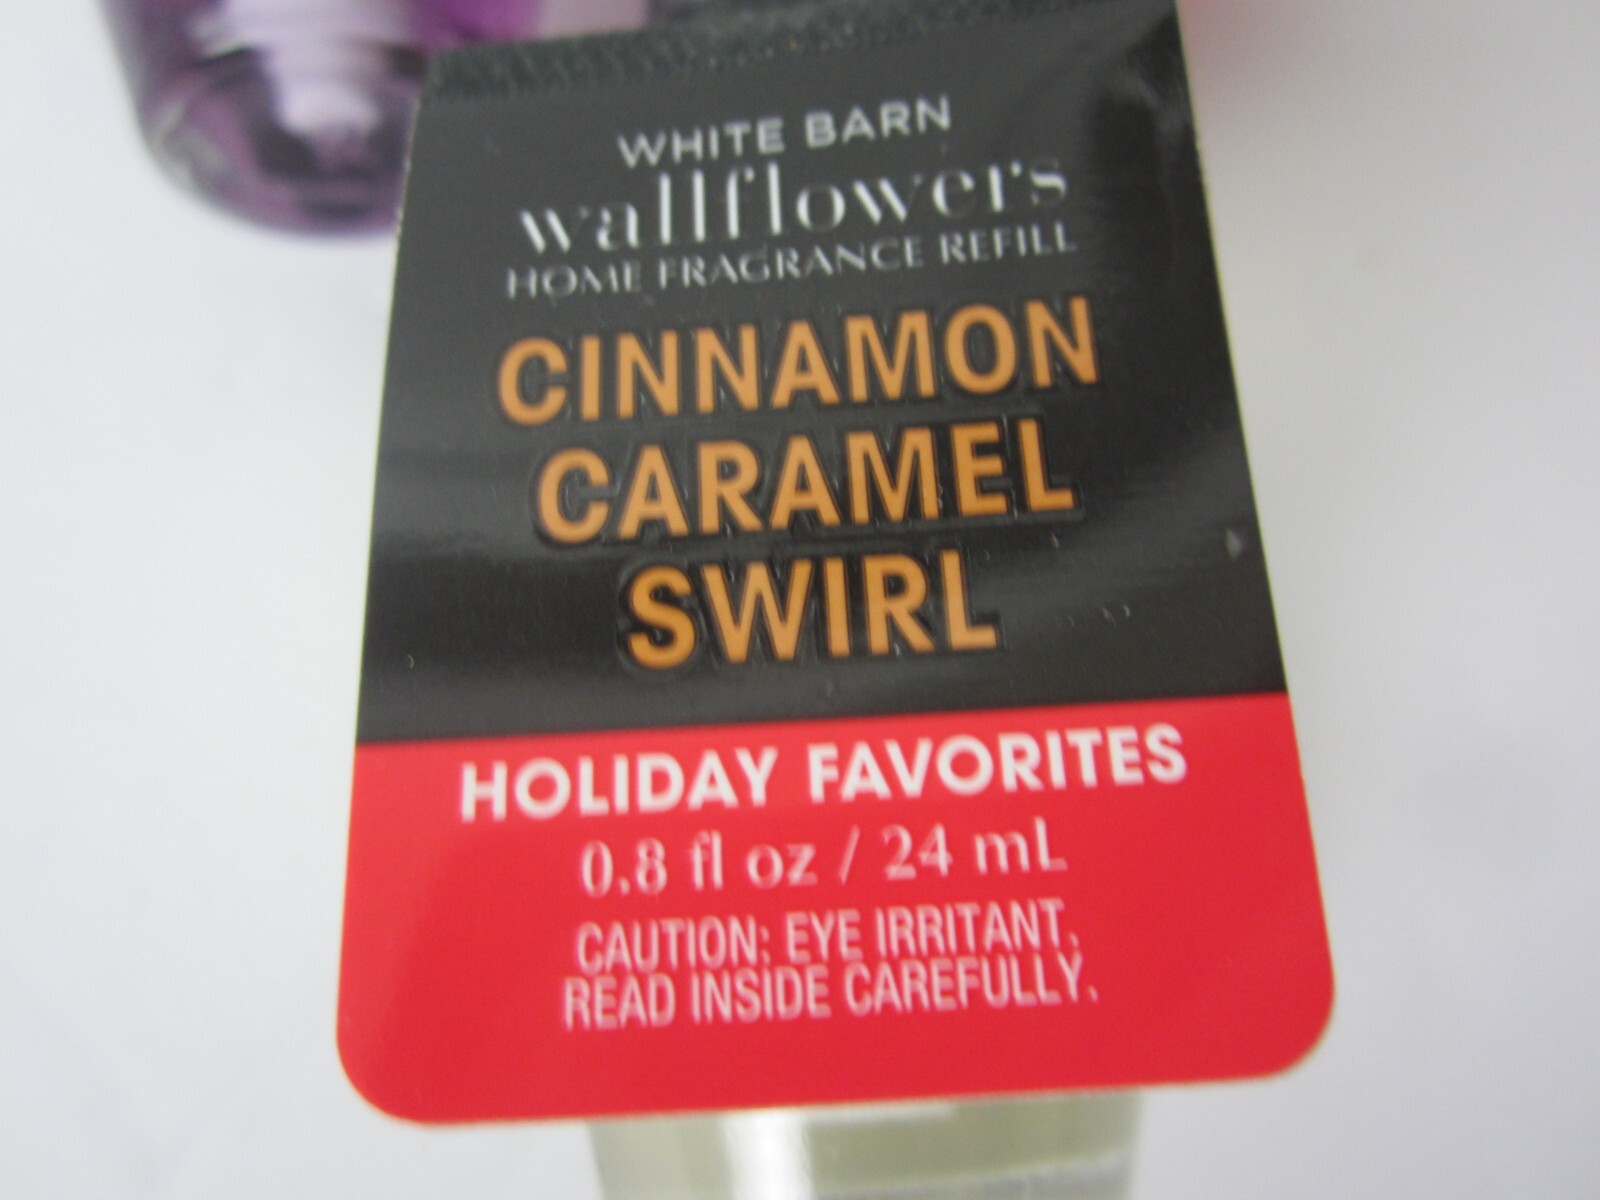 WHITE BARN
wallflowers
HOME FRAGRANCE REFILL
CINNAMON
CARAMEL
SWIRL
HOLIDAY FAVORITES
0.8 fl oz / 24 mL
CAUTION: EYE IRRITANT.
READ INSIDE CAREFULLY.